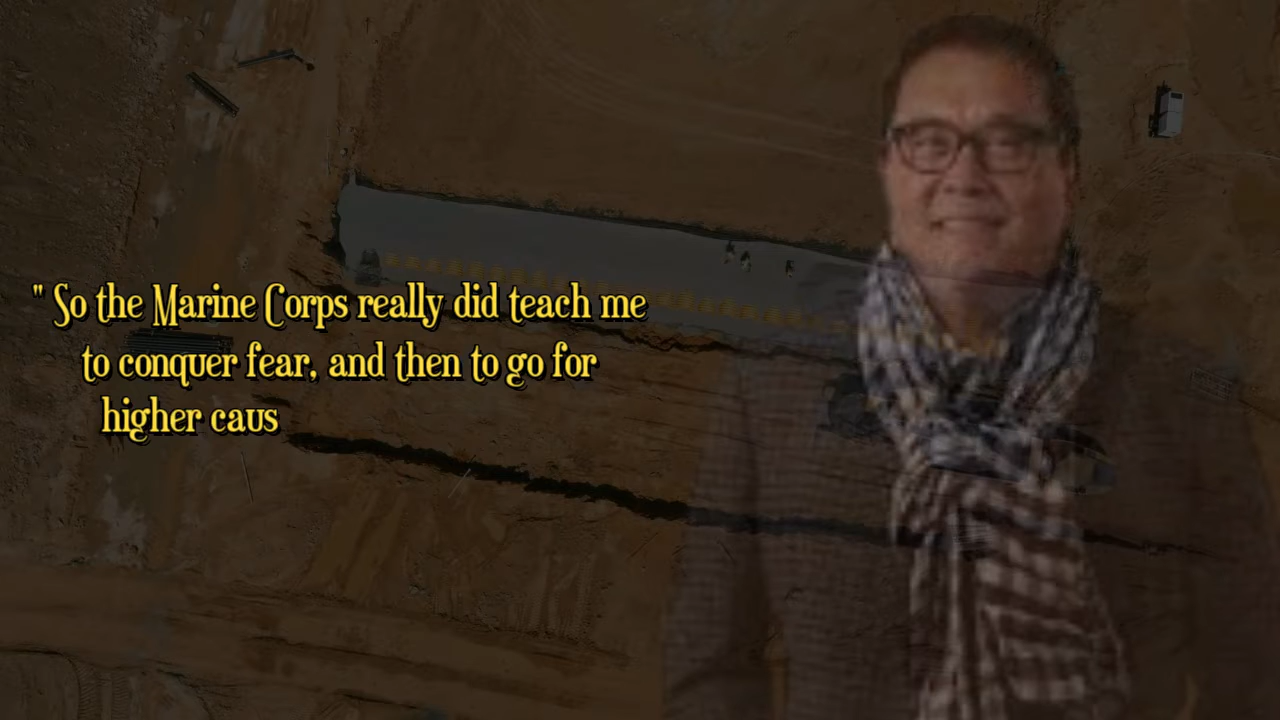 " So the Marine Corps really did teach me
to conquer fear, and then to go for
higher caus